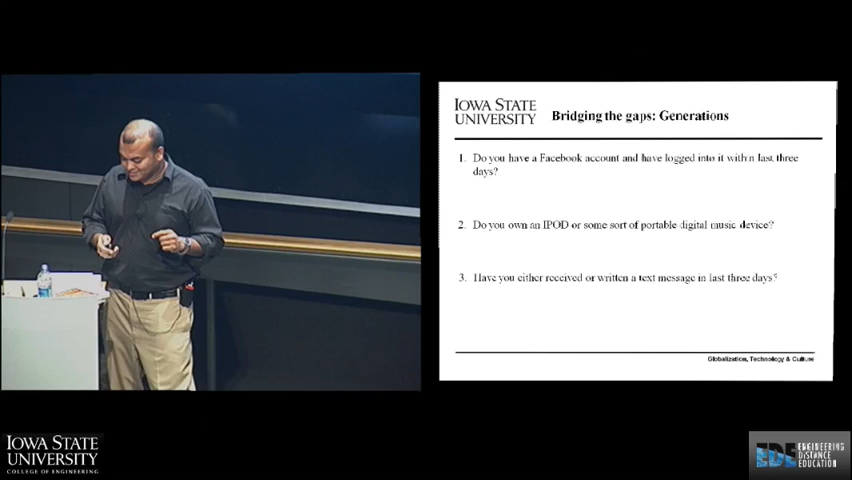 IOWA STATE
UNIVERSITY
Bridging the gaps: Generations
1. Do you have a Facebook account and have logged into it within last three
days?
2. Do you own an IPOD or some sort of portable digital music device?
3. Have you either received or written a text message in last three days?
Globalization, Technology & Culture
IOWA STATE
UNIVERSITY
COLLEGE OF ENGINEERING
EDE ENGINEERING
DISTANCE
EDUCATION